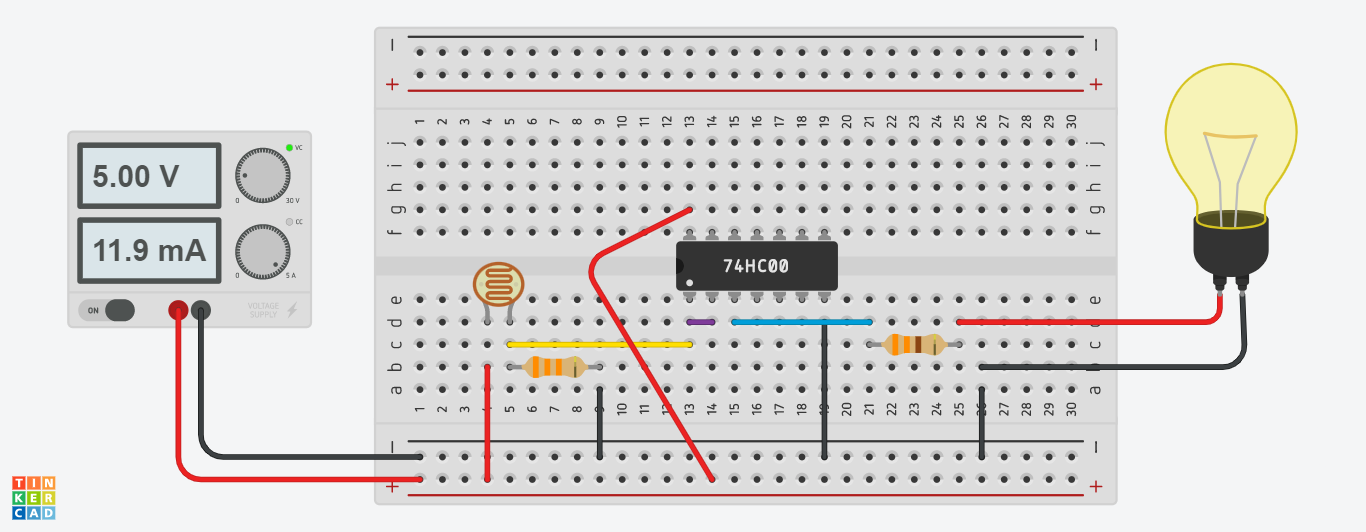 − −
+ +
1 2 3 4 5 6 7 8 9 10 11 12 13 14 15 16 17 18 19 20 21 22 23 24 25 26 27 28 29 30
j j
i i
h h
g g
f f
5.00 V
VC
0 30 V
11.9 mA
CC
0 5 A
ON
VOLTAGE
SUPPLY
74HC00
e e
d d
c c
b b
a a
1 2 3 4 5 6 7 8 9 10 11 12 13 14 15 16 17 18 19 20 21 22 23 24 25 26 27 28 29 30
− −
+ +
TIN
KER
CAD